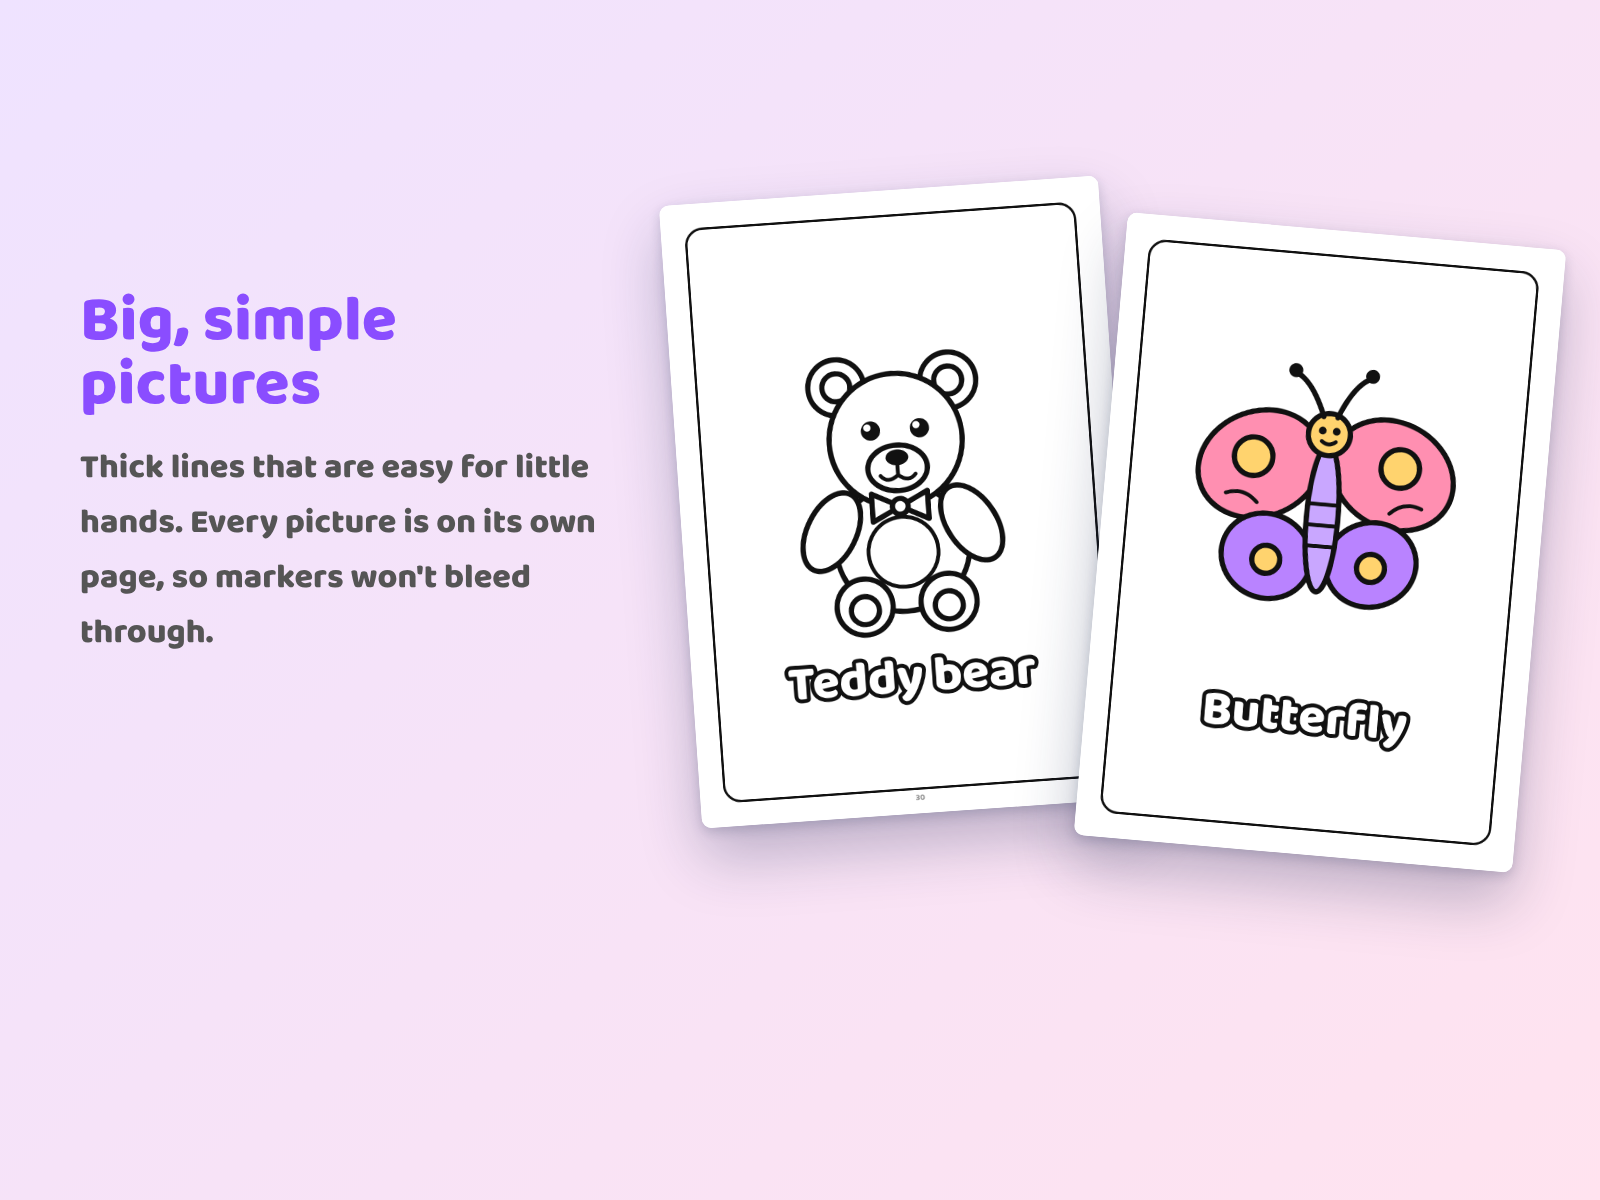 Big, simple
pictures
Thick lines that are easy for little
hands. Every picture is on its own
page, so markers won't bleed
through.
Teddy bear
30
Butterfly